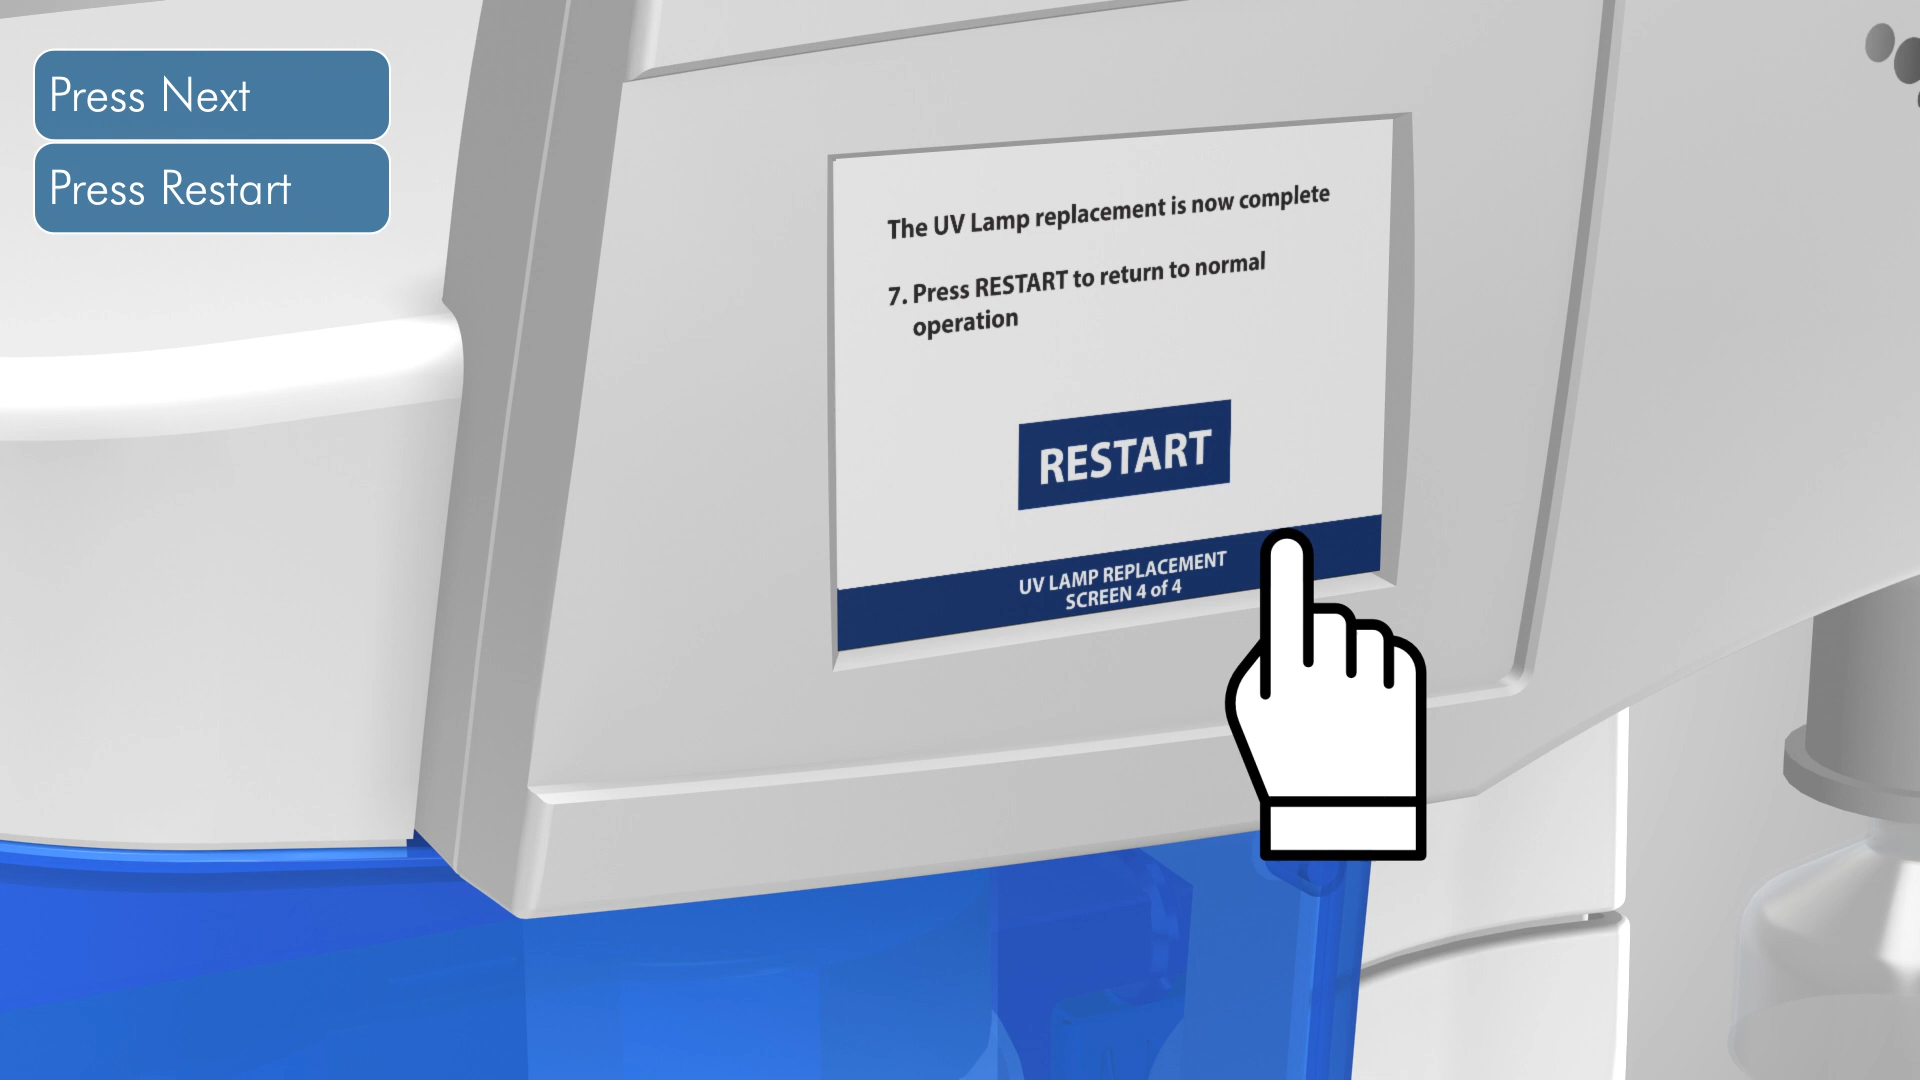 Press Next
Press Restart
The UV Lamp replacement is now complete
7. Press RESTART to return to normal
operation
RESTART
UV LAMP REPLACEMENT
SCREEN 4 of 4